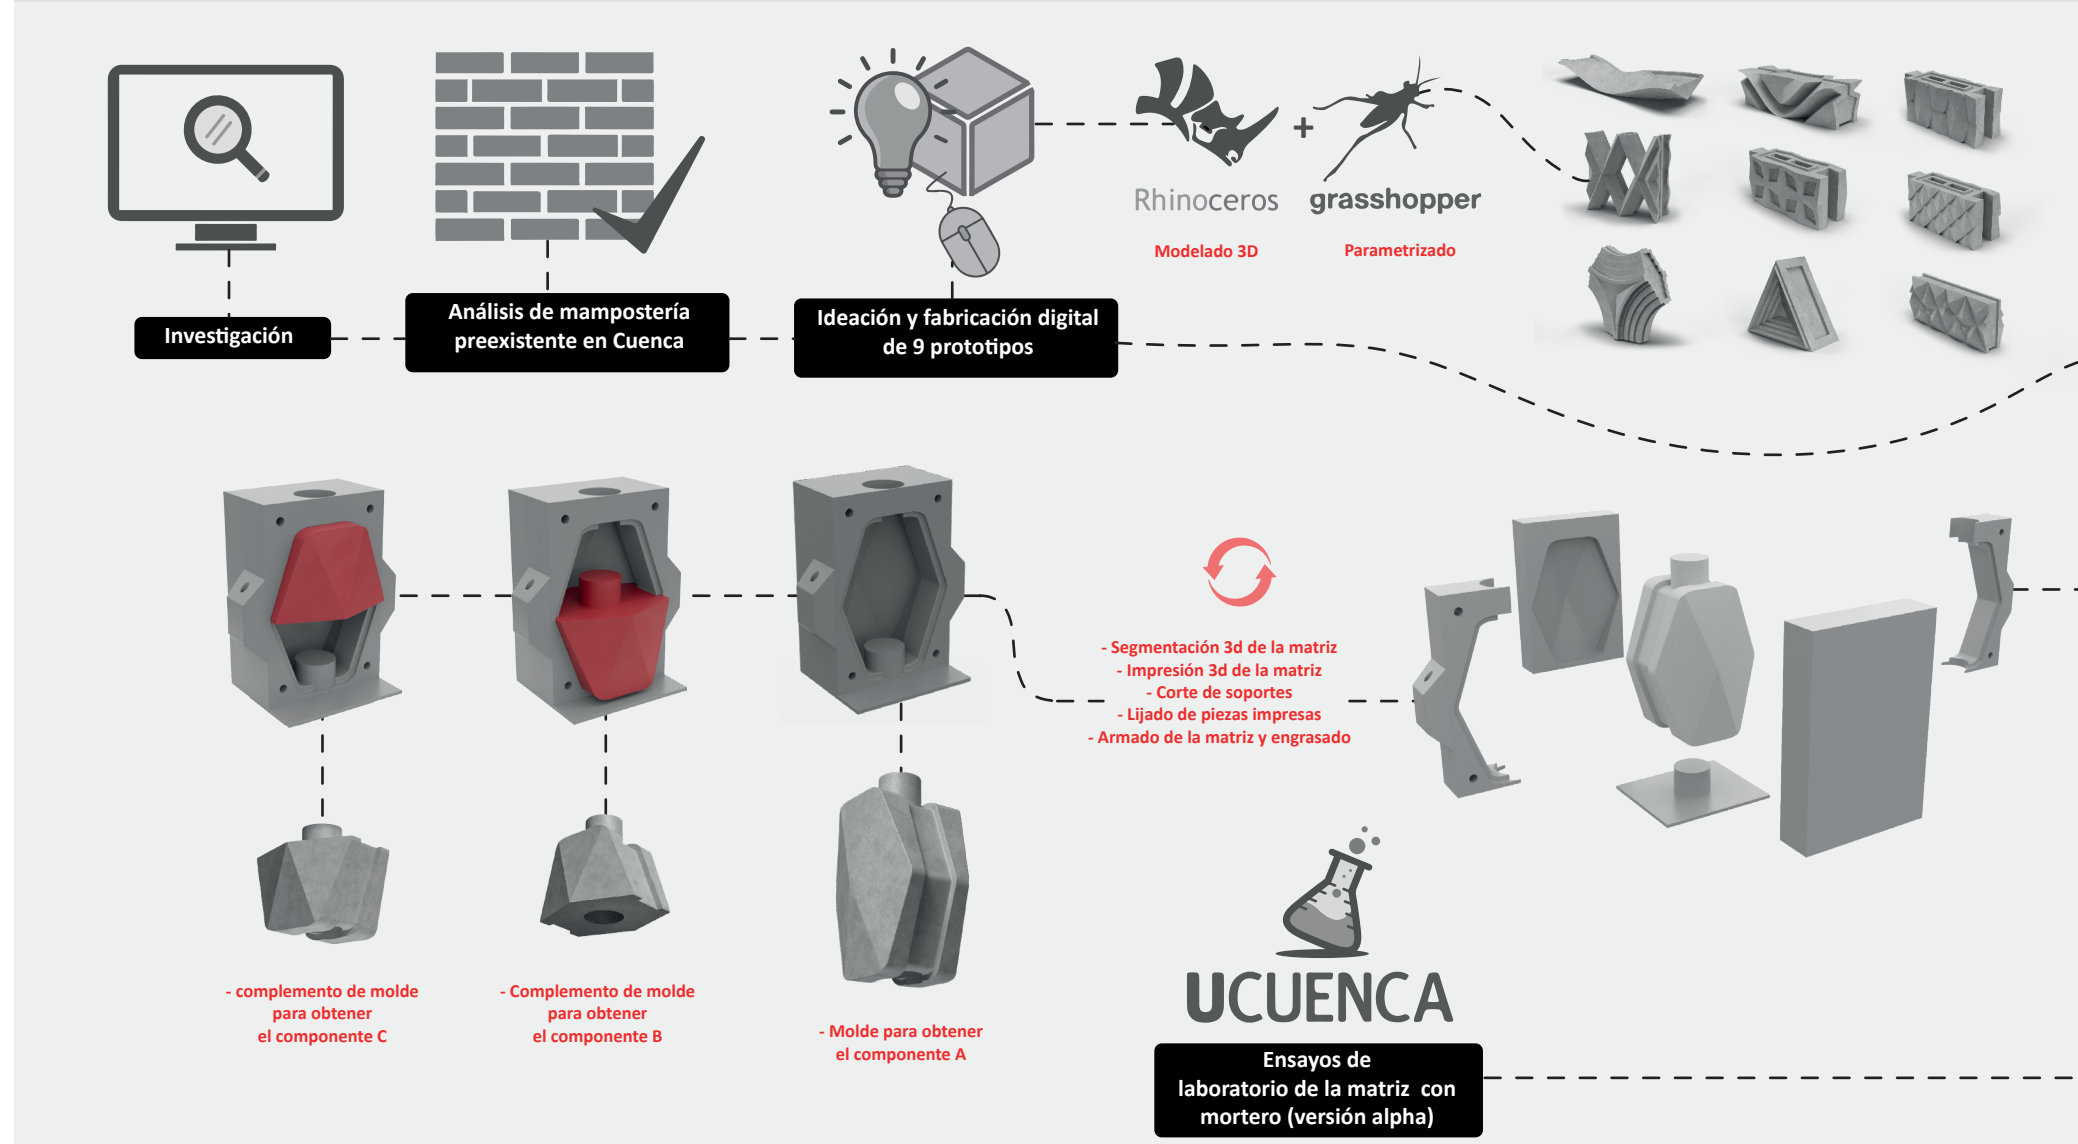 Rhinoceros
grasshopper
Modelado 3D
Parametrizado
Investigación
Análisis de mampostería
preexistente en Cuenca
Ideación y fabricación digital
de 9 prototipos
- Segmentación 3d de la matriz
- Impresión 3d de la matriz
- Corte de soportes
- Lijado de piezas impresas
- Armado de la matriz y engrasado
- complemento de molde
para obtener
el componente C
- Complemento de molde
para obtener
el componente B
- Molde para obtener
el componente A
UCUENCA
Ensayos de
laboratorio de la matriz con
mortero (versión alpha)